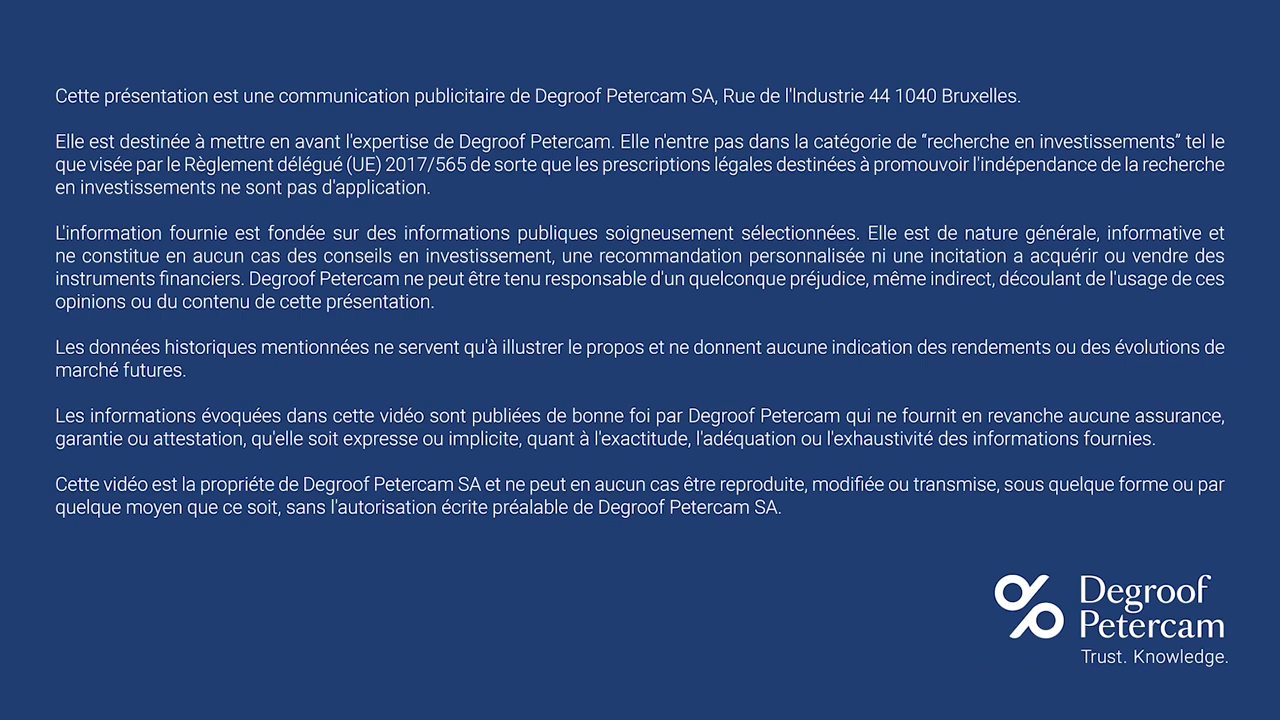 Cette présentation est une communication publicitaire de Degroof Petercam SA, Rue de l'Industrie 44 1040 Bruxelles.
Elle est destinée à mettre en avant l'expertise de Degroof Petercam. Elle n'entre pas dans la catégorie de “recherche en investissements” tel le
que visée par le Règlement délégué (UE) 2017/565 de sorte que les prescriptions légales destinées à promouvoir l'indépendance de la recherche
en investissements ne sont pas d'application.
L'information fournie est fondée sur des informations publiques soigneusement sélectionnées. Elle est de nature générale, informative et
ne constitue en aucun cas des conseils en investissement, une recommandation personnalisée ni une incitation a acquérir ou vendre des
instruments financiers. Degroof Petercam ne peut être tenu responsable d'un quelconque préjudice, même indirect, découlant de l'usage de ces
opinions ou du contenu de cette présentation.
Les données historiques mentionnées ne servent qu'à illustrer le propos et ne donnent aucune indication des rendements ou des évolutions de
marché futures.
Les informations évoquées dans cette vidéo sont publiées de bonne foi par Degroof Petercam qui ne fournit en revanche aucune assurance,
garantie ou attestation, qu'elle soit expresse ou implicite, quant à l'exactitude, l'adéquation ou l'exhaustivité des informations fournies.
Cette vidéo est la propriéte de Degroof Petercam SA et ne peut en aucun cas être reproduite, modifiée ou transmise, sous quelque forme ou par
quelque moyen que ce soit, sans l'autorisation écrite préalable de Degroof Petercam SA.
Degroof
Petercam
Trust. Knowledge.